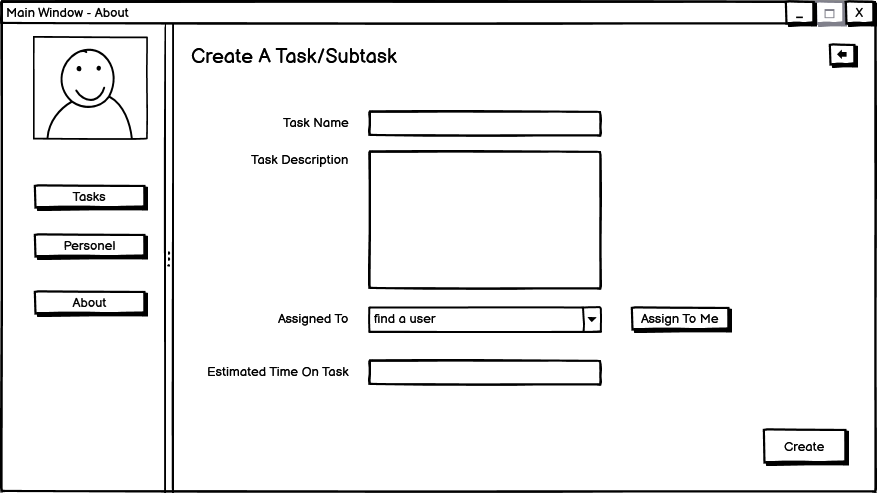 Main Window - About
X
Create A Task/Subtask
Task Name
Task Description
Tasks
Personel
About
Assigned To
find a user
Assign To Me
Estimated Time On Task
Create